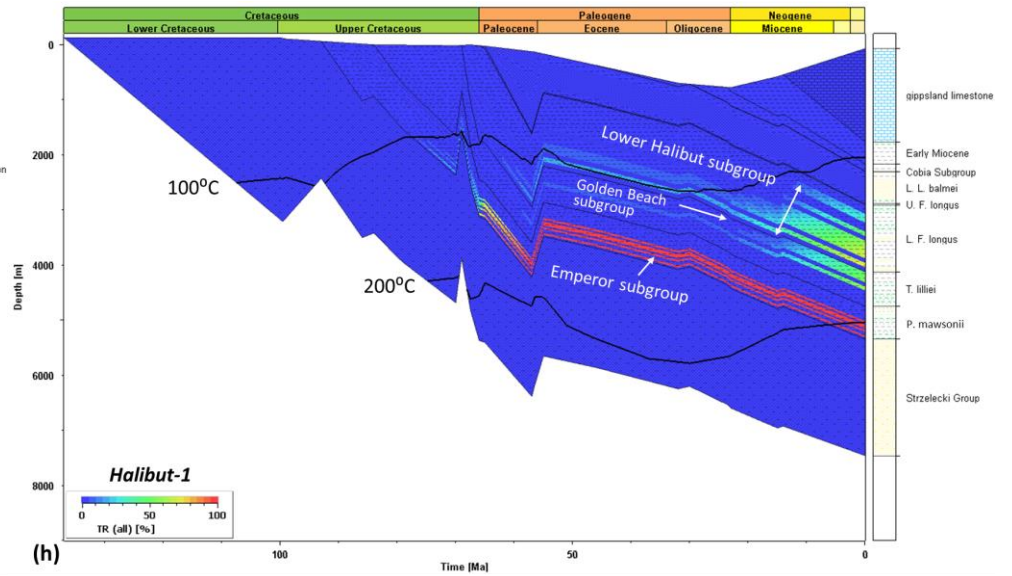 Cretaceous
Paleogene
Neogene
Lower Cretaceous
Upper Cretaceous
Paleocene
Eocene
Oligocene
Miocene
0
2000
4000
6000
8000
Depth [m]
on
100°C
200°C
Lower Halibut subgroup
Golden Beach
subgroup
Emperor subgroup
gippsland limestone
Early Miocene
Cobia Subgroup
L. L. balmei
U. F. longus
L. F. longus
T. lilliei
P. mawsonii
Strzelecki Group
Halibut-1
0
50
100
TR (all) [%]
(h)
100
50
0
Time [Ma]